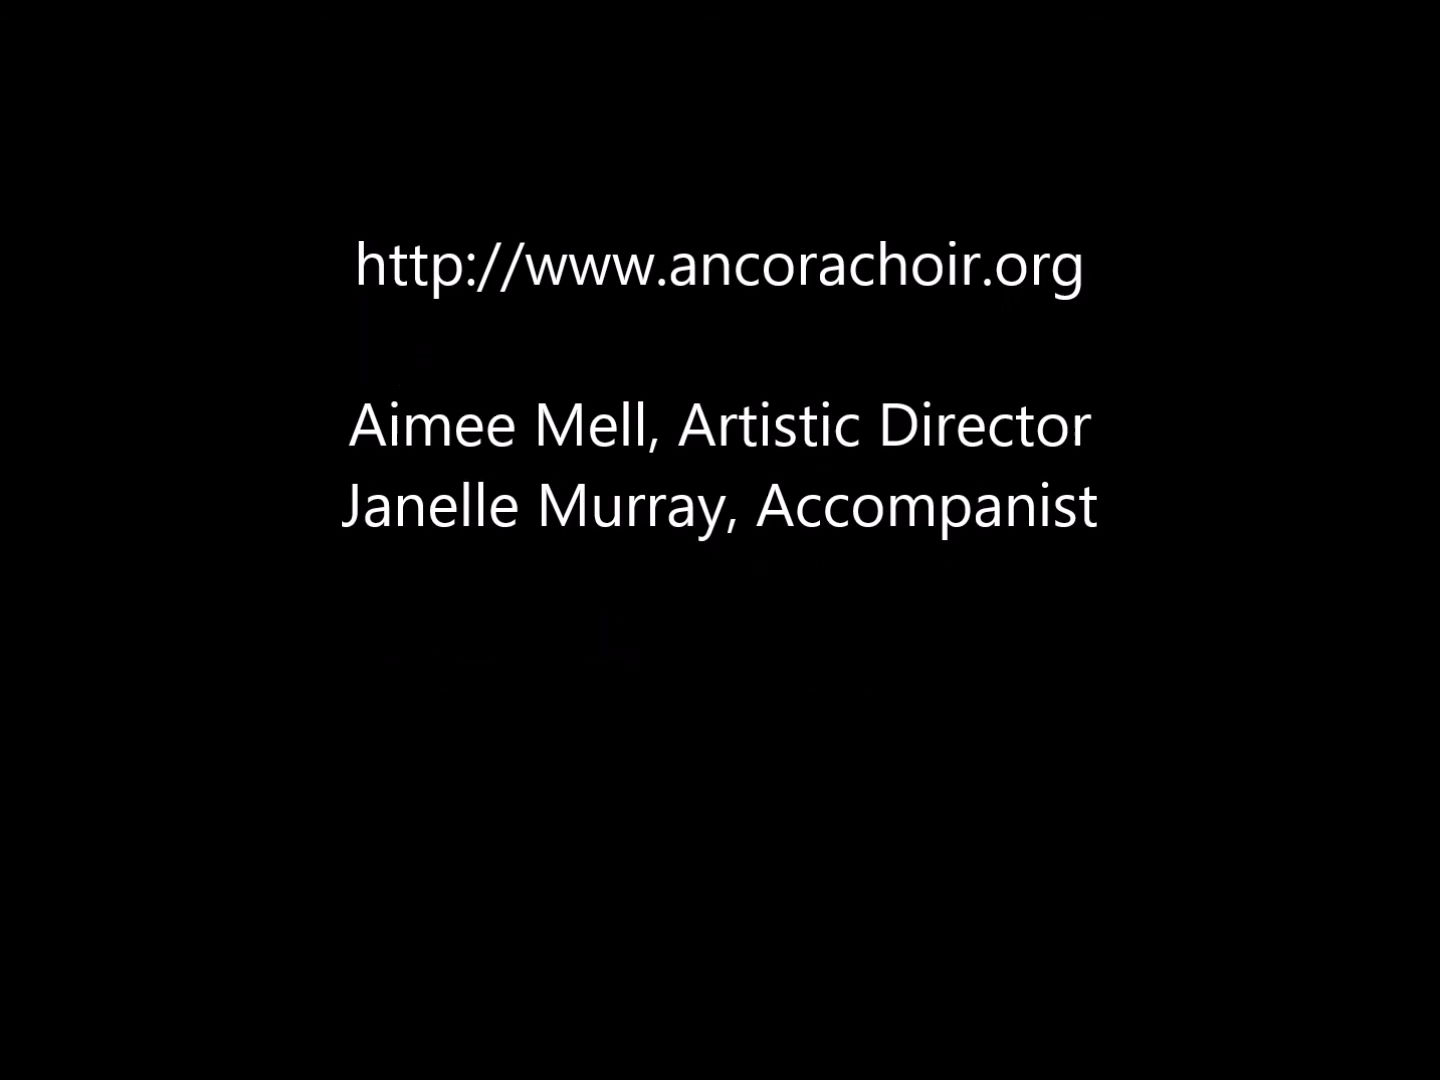 http://www.ancorachoir.org
Aimee Mell, Artistic Director
Janelle Murray, Accompanist